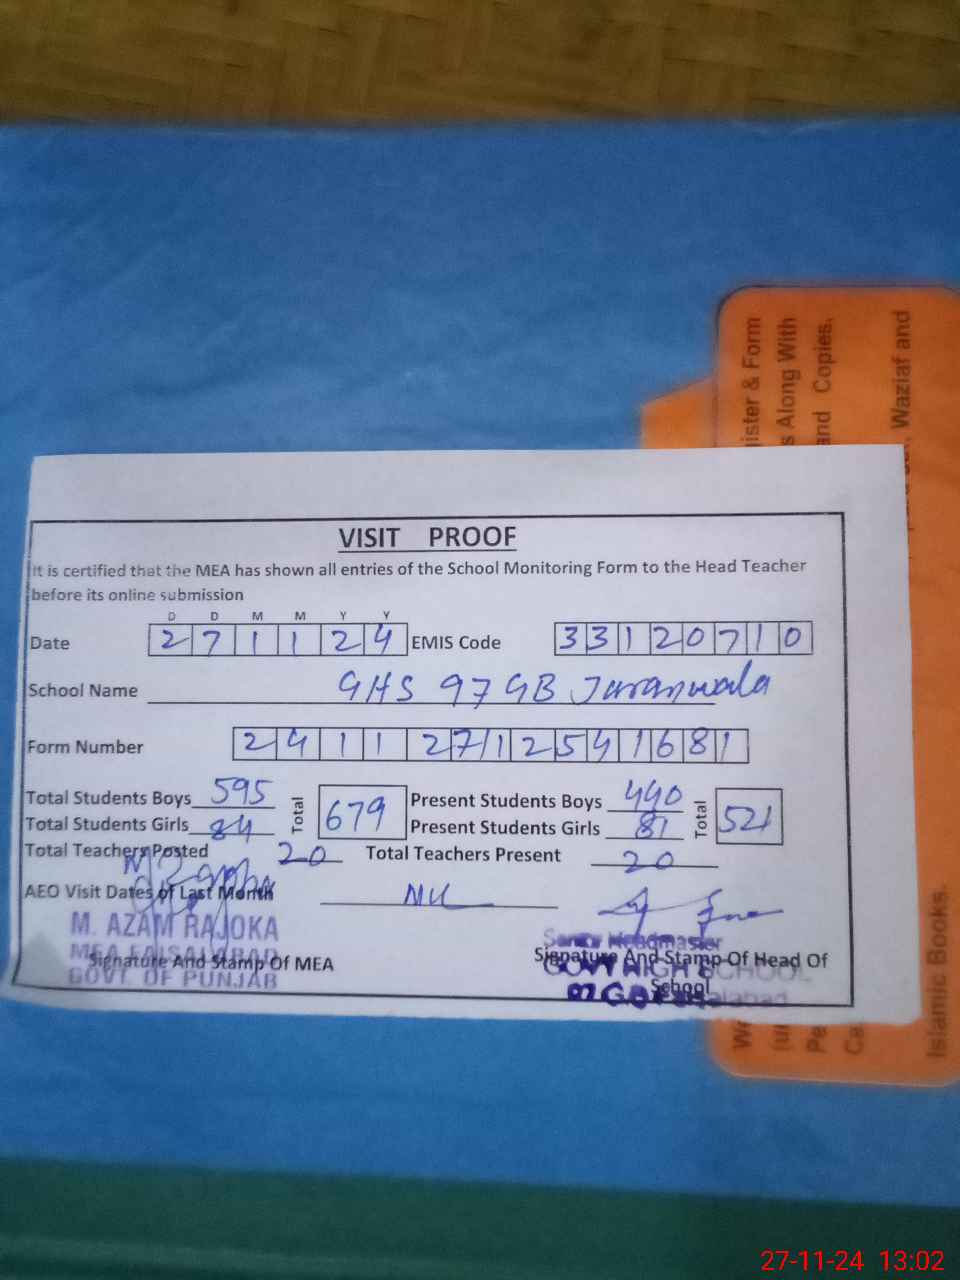 ister & Form
s Along With
and Copies.
Waziaf and
Islamic Books.
VISIT PROOF
It is certified that the MEA has shown all entries of the School Monitoring Form to the Head Teacher
before its online submission
D D M M Y Y
Date 2 7 1 1 2 4 EMIS Code 3 3 1 2 0 7 1 0
School Name GHS 97 GB Jaranwala
Form Number 2 4 1 1 2 7 1 2 5 4 1 6 8 1
Total Students Boys 595 Total 679 Present Students Boys 440 Total 521
Total Students Girls 84 Present Students Girls 81
Total Teachers Posted 20 Total Teachers Present 20
AEO Visit Dates of Last Month Nil
M. AZAM RAJOKA
MEA FAISALABAD
GOVT. OF PUNJAB
Signature And Stamp Of MEA
Senior Headmaster
GOVT HIGH SCHOOL
Signature And Stamp Of Head Of
School
27-11-24 13:02